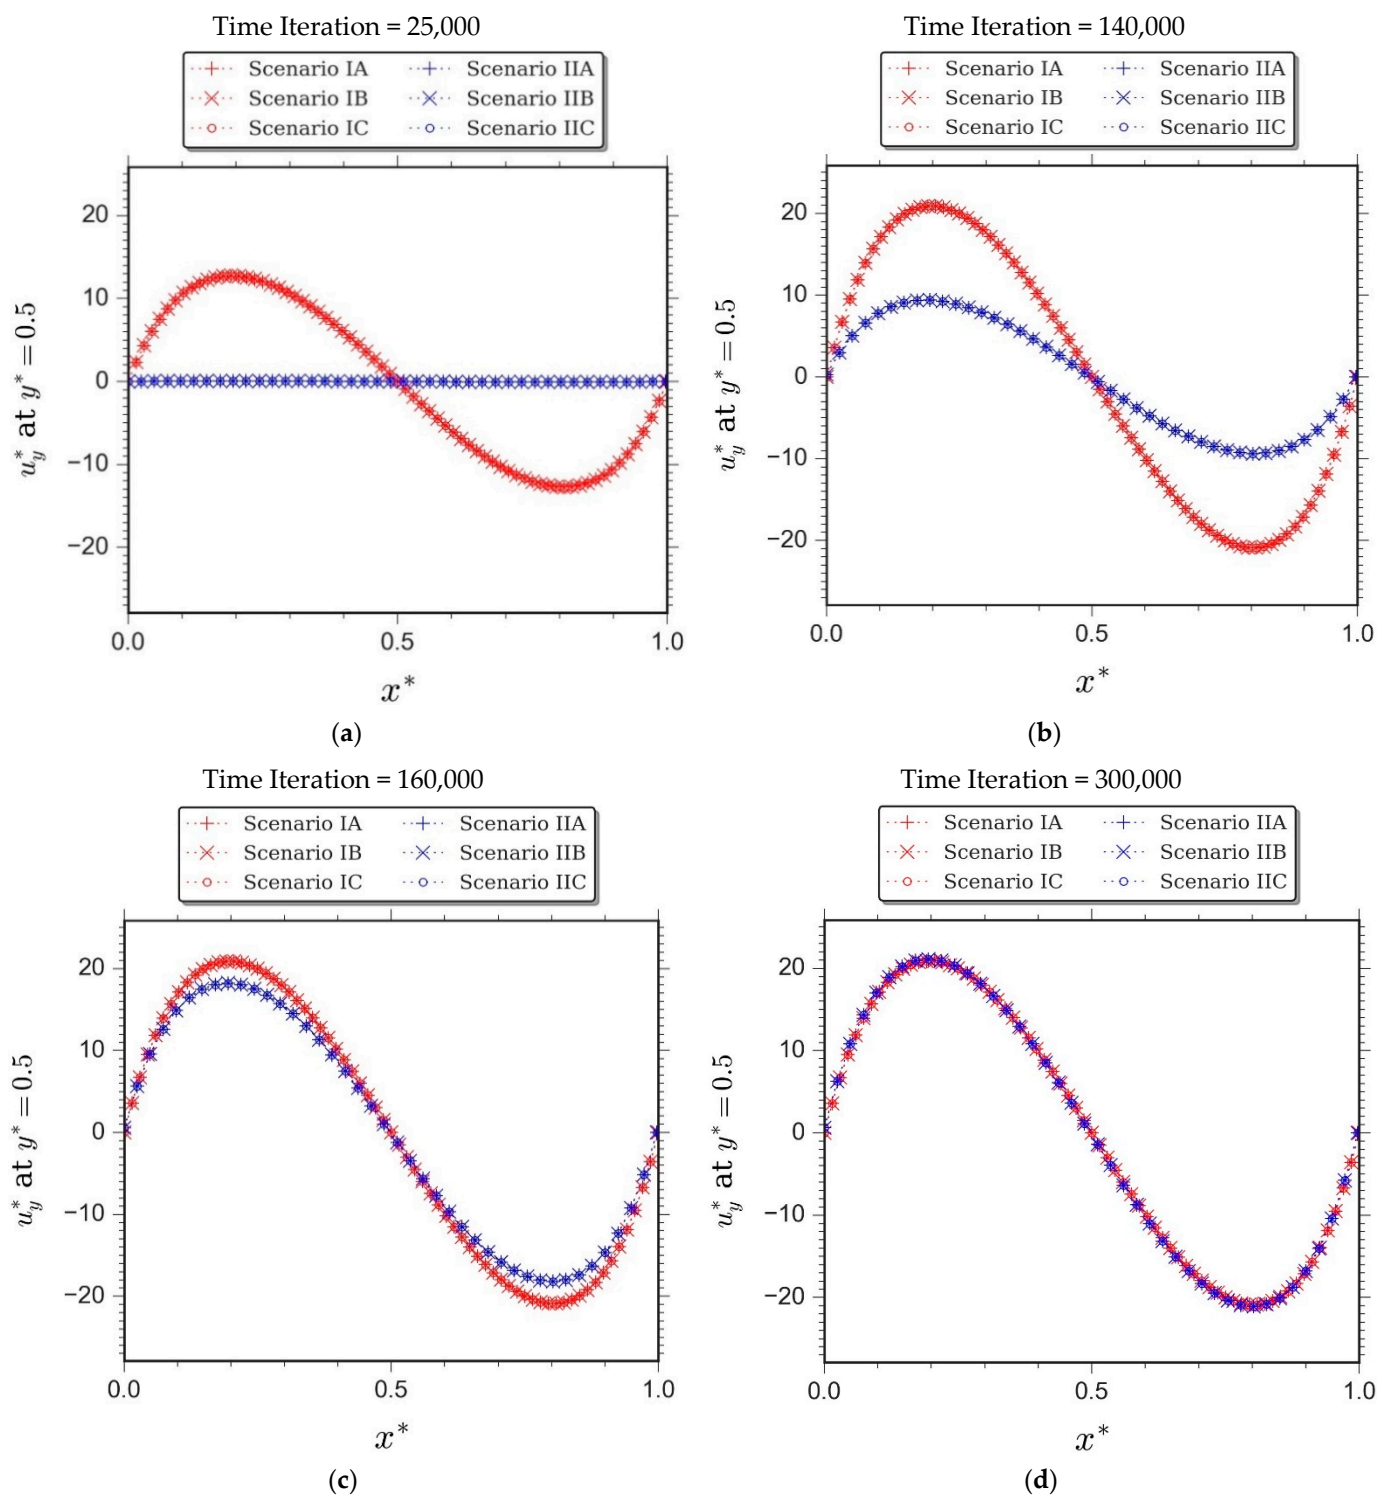 Time Iteration = 25,000
Scenario IA Scenario IIA
Scenario IB Scenario IIB
Scenario IC Scenario IIC
20
10
0
−10
−20
u*y at y* = 0.5
0.0 0.5 1.0
x*
(a)
Time Iteration = 140,000
Scenario IA Scenario IIA
Scenario IB Scenario IIB
Scenario IC Scenario IIC
20
10
0
−10
−20
u*y at y* = 0.5
0.0 0.5 1.0
x*
(b)
Time Iteration = 160,000
Scenario IA Scenario IIA
Scenario IB Scenario IIB
Scenario IC Scenario IIC
20
10
0
−10
−20
u*y at y* = 0.5
0.0 0.5 1.0
x*
(c)
Time Iteration = 300,000
Scenario IA Scenario IIA
Scenario IB Scenario IIB
Scenario IC Scenario IIC
20
10
0
−10
−20
u*y at y* = 0.5
0.0 0.5 1.0
x*
(d)